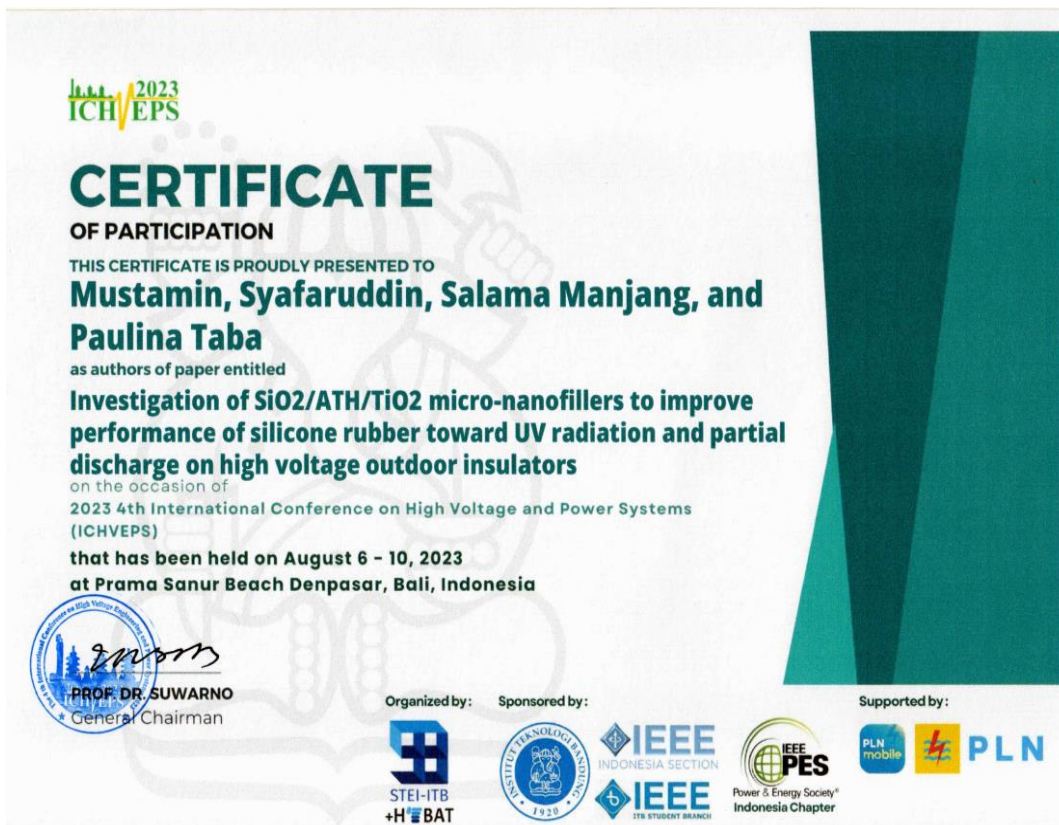 2023
ICHVEPS
CERTIFICATE
OF PARTICIPATION
THIS CERTIFICATE IS PROUDLY PRESENTED TO
Mustamin, Syafaruddin, Salama Manjang, and
Paulina Taba
as authors of paper entitled
Investigation of SiO2/ATH/TiO2 micro-nanofillers to improve
performance of silicone rubber toward UV radiation and partial
discharge on high voltage outdoor insulators
on the occasion of
2023 4th International Conference on High Voltage and Power Systems
(ICHVEPS)
that has been held on August 6 - 10, 2023
at Prama Sanur Beach Denpasar, Bali, Indonesia
PROF. DR. SUWARNO
General Chairman
Organized by:
STEI-ITB
Sponsored by:
INSTITUT TEKNOLOGI BANDUNG
1920
IEEE
INDONESIA SECTION
IEEE
ITB STUDENT BRANCH
IEEE
PES
Power & Energy Society®
Indonesia Chapter
Supported by:
PLN
mobile
PLN